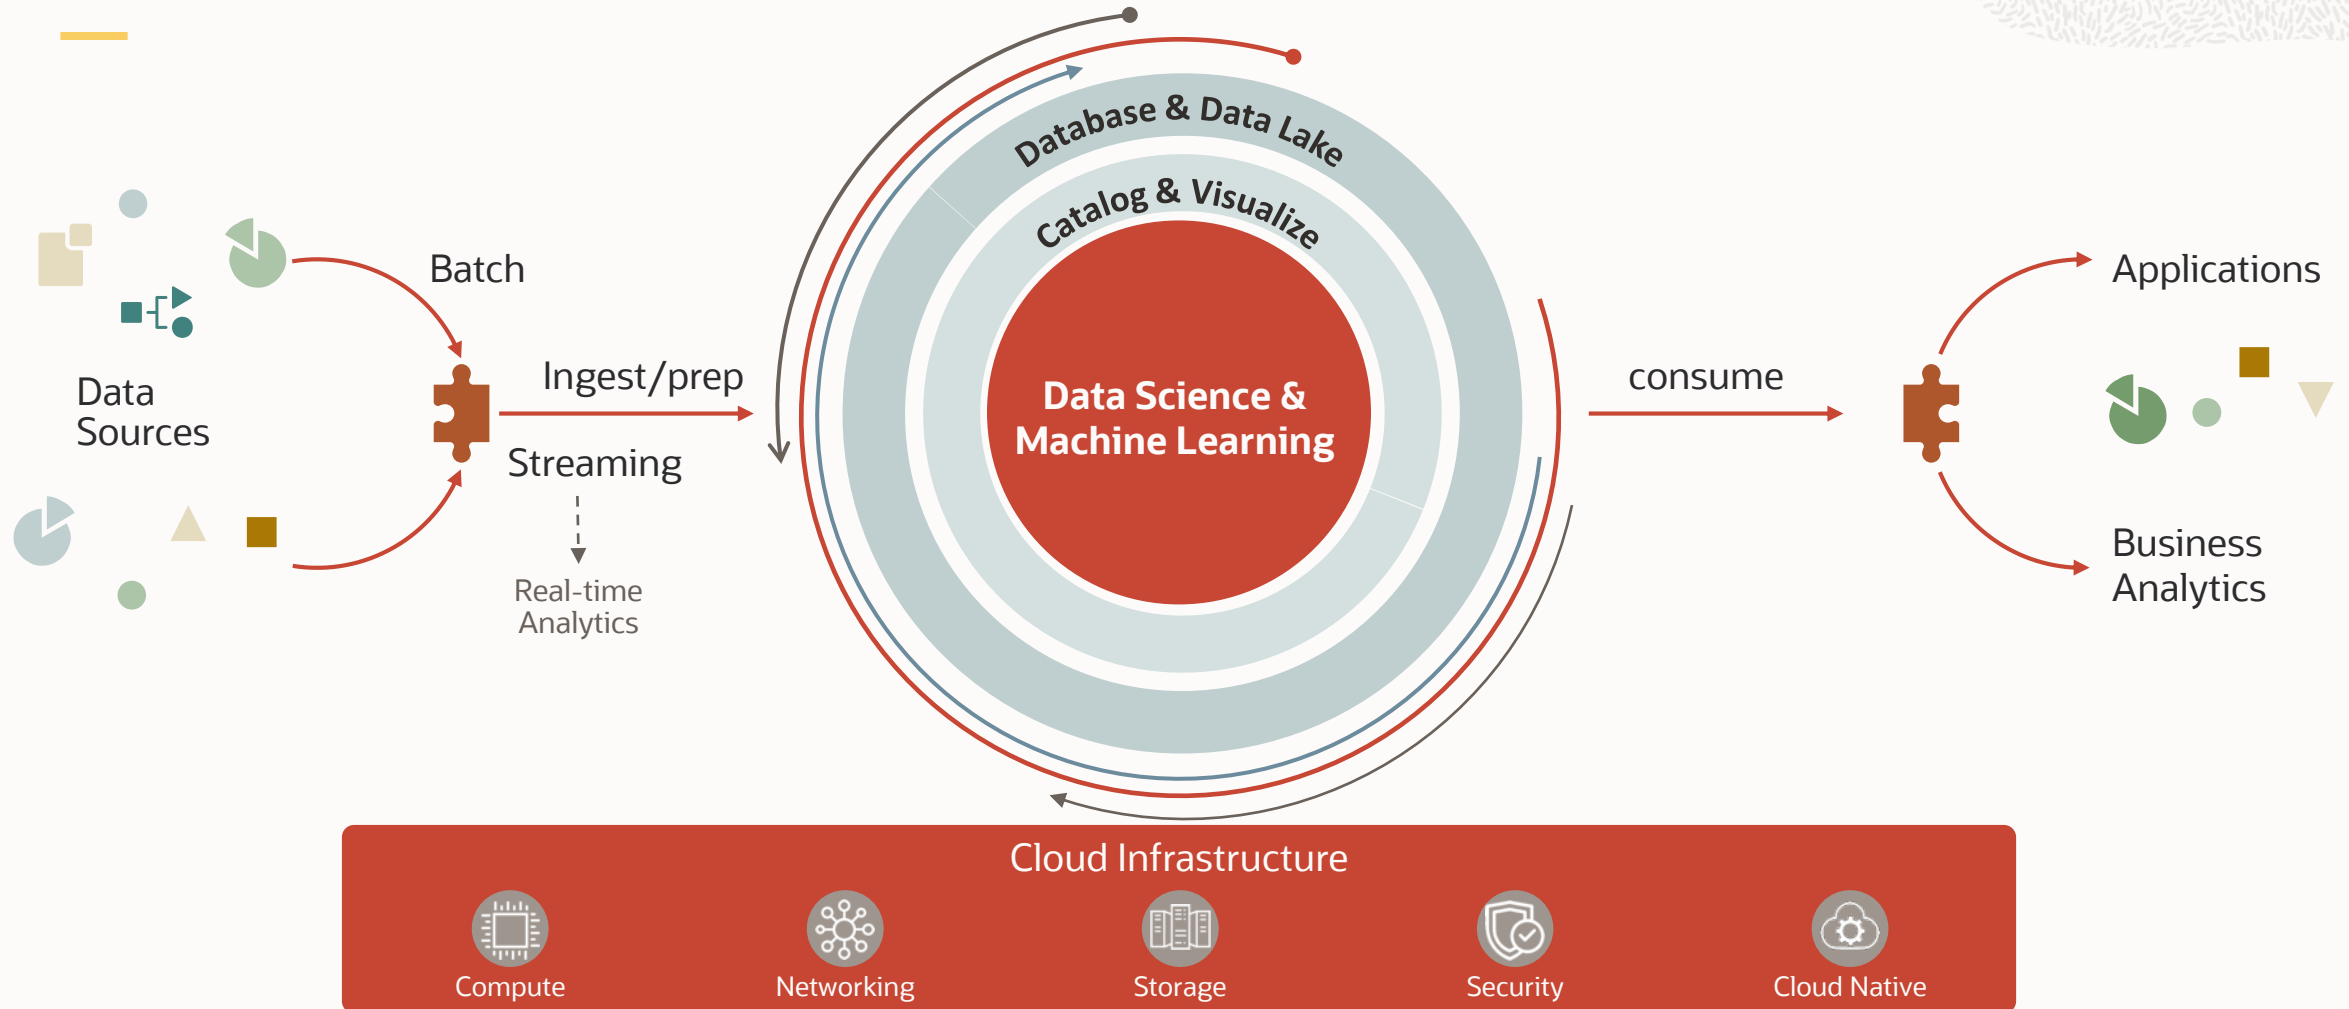 Database & Data Lake
Catalog & Visualize
Data Science &
Machine Learning
Data
Sources
Batch
Ingest/prep
Streaming
Real-time
Analytics
consume
Applications
Business
Analytics
Cloud Infrastructure
Compute
Networking
Storage
Security
Cloud Native